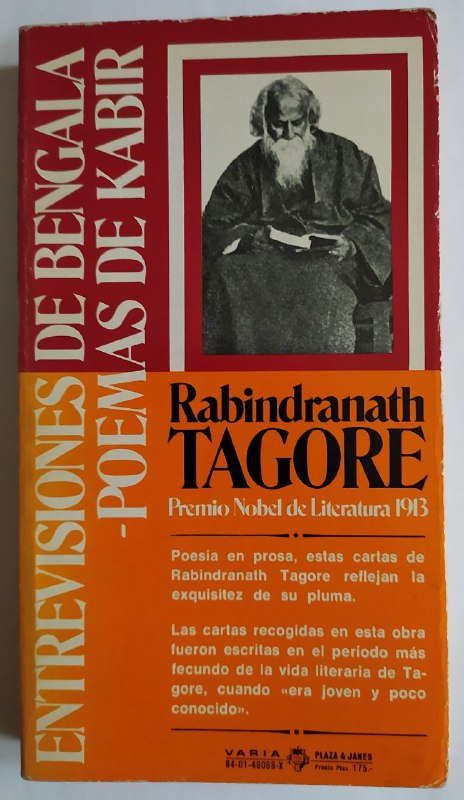 ENTREVISIONES DE BENGALA
-POEMAS DE KABIR
Rabindranath
TAGORE
Premio Nobel de Literatura 1913
Poesía en prosa, estas cartas de
Rabindranath Tagore reflejan la
exquisitez de su pluma.
Las cartas recogidas en esta obra
fueron escritas en el período más
fecundo de la vida literaria de Ta-
gore, cuando «era joven y poco
conocido».
VARIA
84-01-48088-X
PLAZA & JANES
Precio Ptas. 175.-